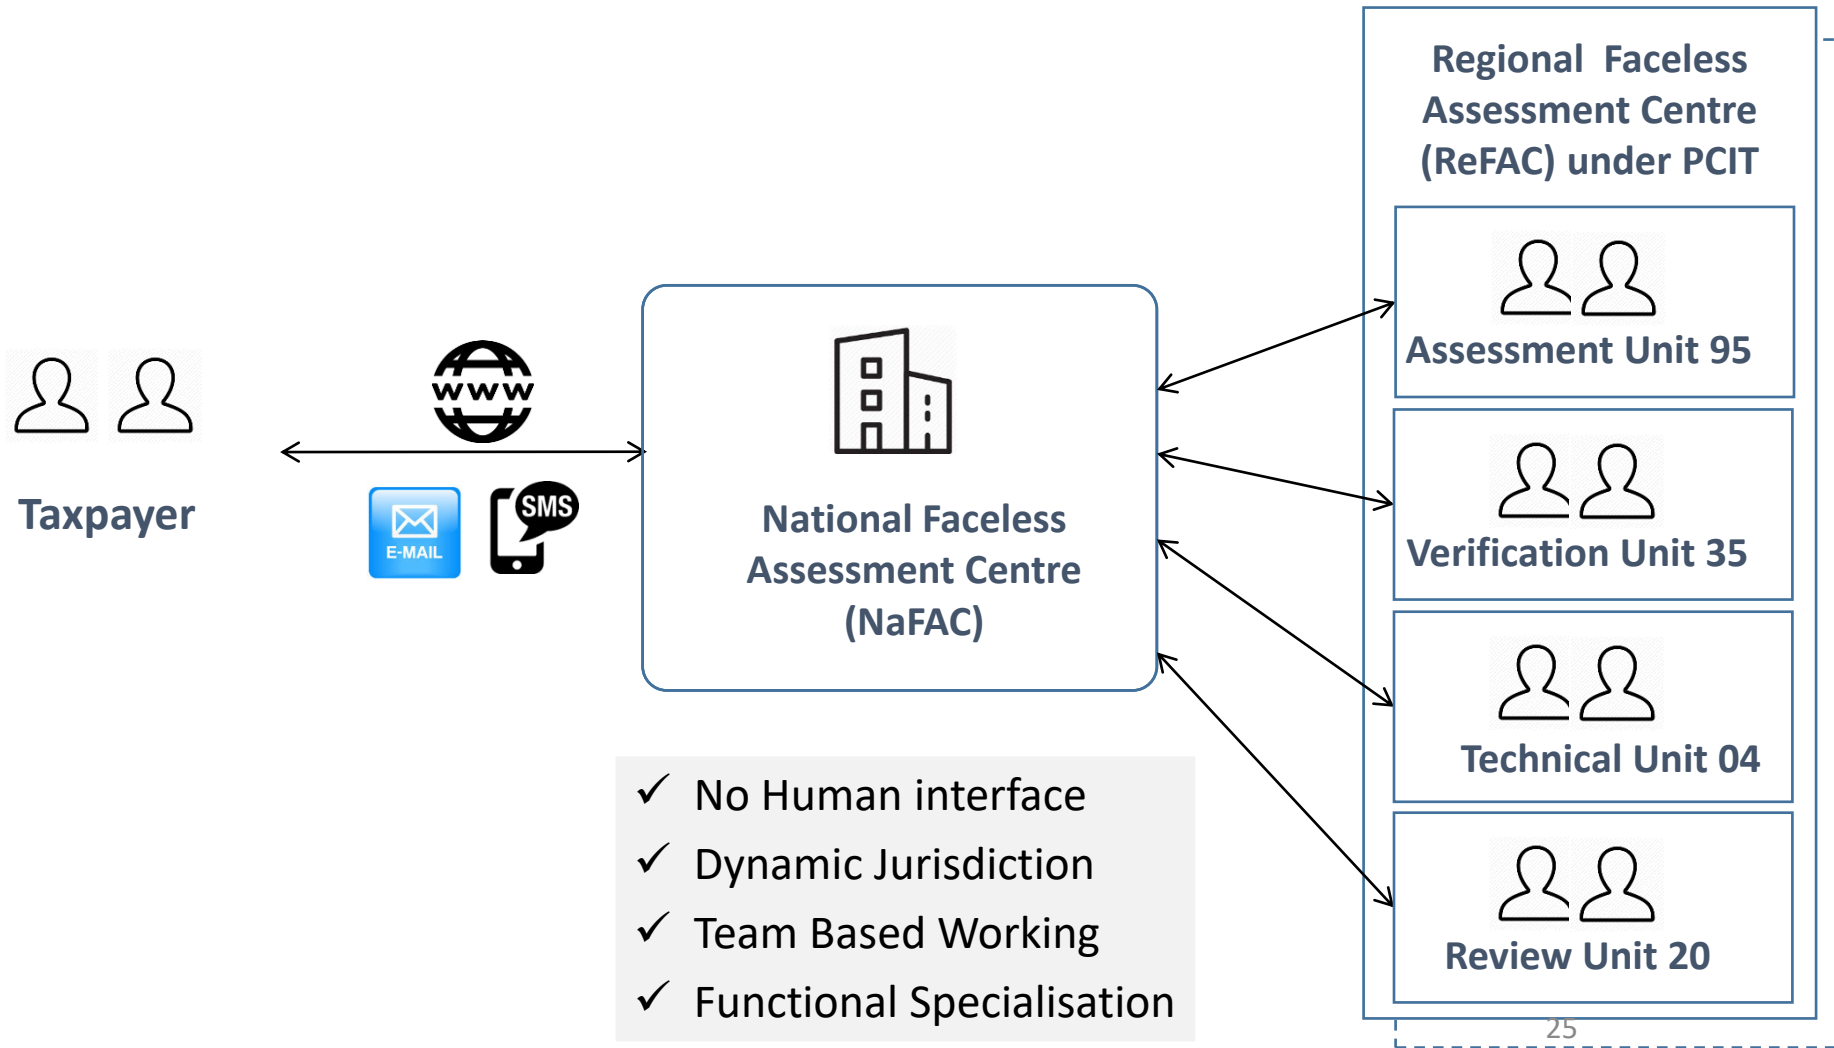 Taxpayer
WWW
E-MAIL
SMS
National Faceless
Assessment Centre
(NaFAC)
✓ No Human interface
✓ Dynamic Jurisdiction
✓ Team Based Working
✓ Functional Specialisation
Regional Faceless
Assessment Centre
(ReFAC) under PCIT
Assessment Unit 95
Verification Unit 35
Technical Unit 04
Review Unit 20
25